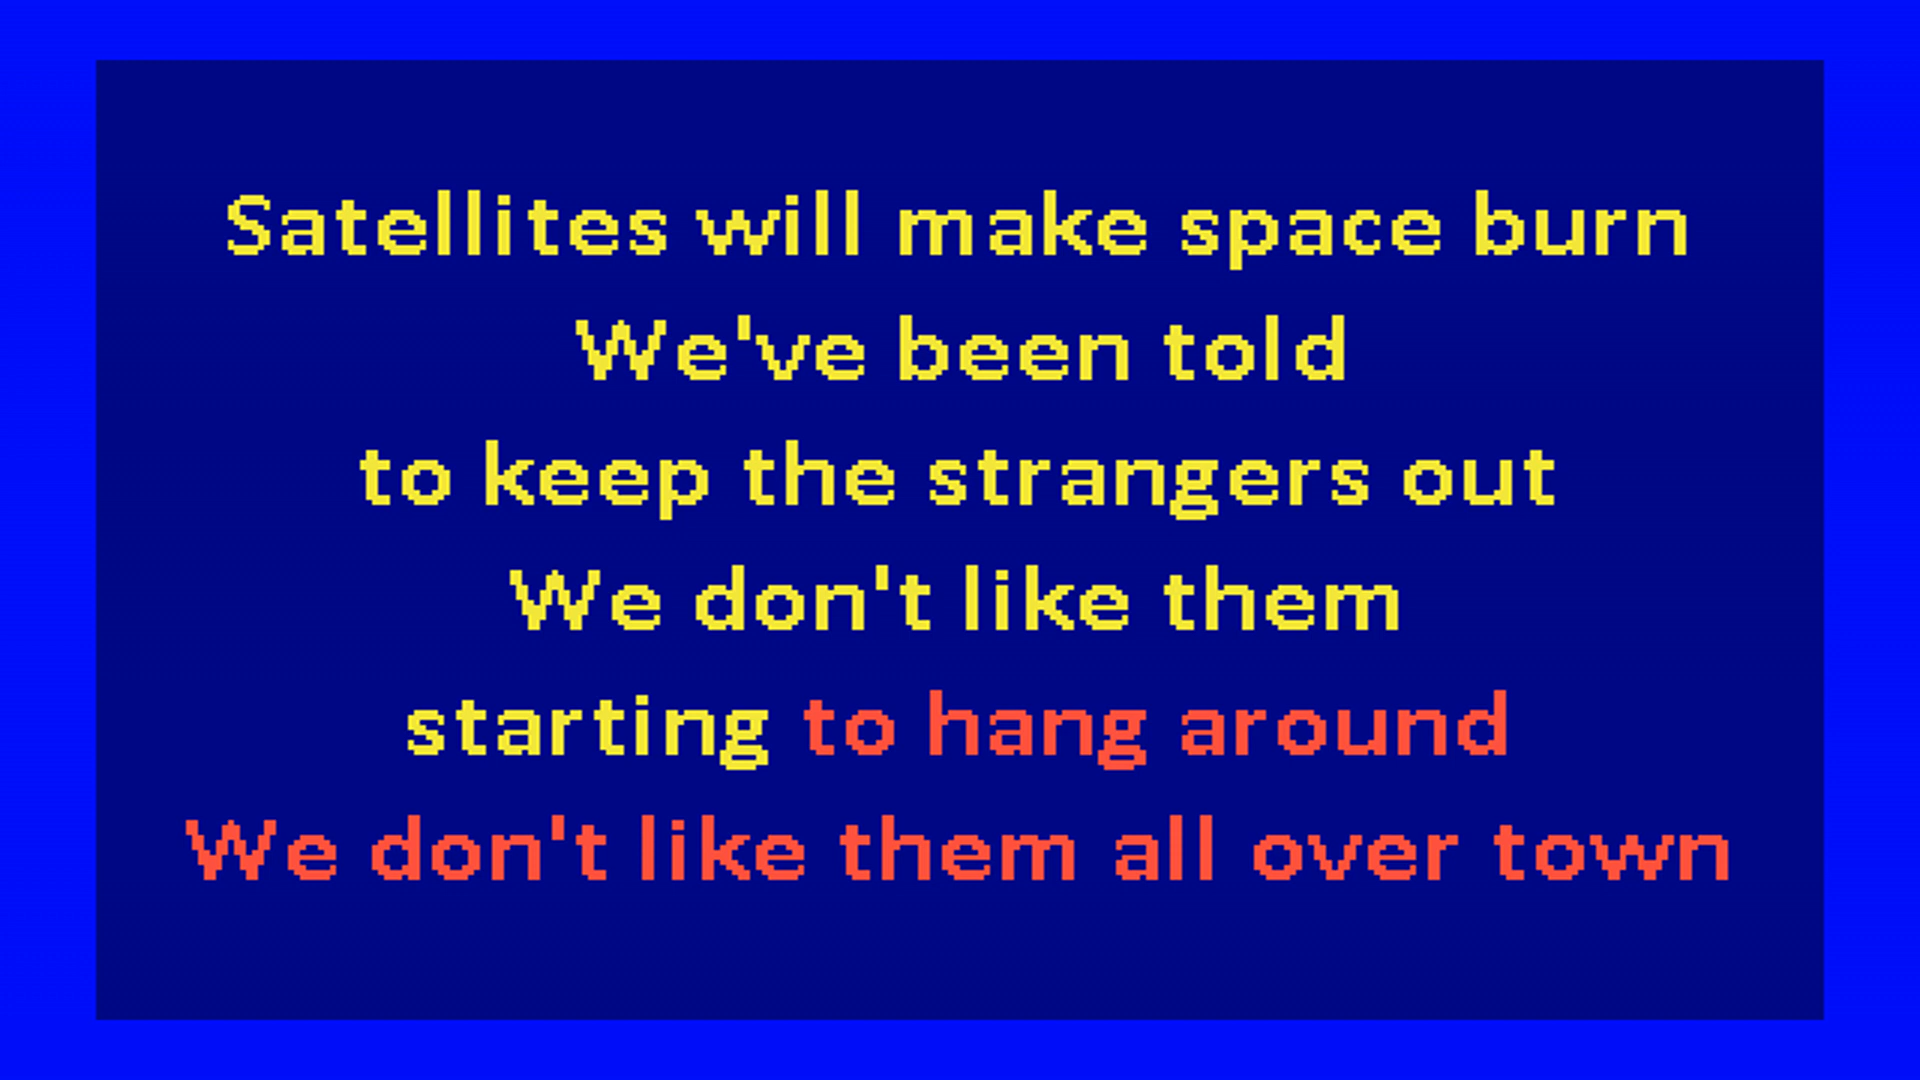 Satellites will make space burn
We've been told
to keep the strangers out
We don't like them
starting to hang around
We don't like them all over town